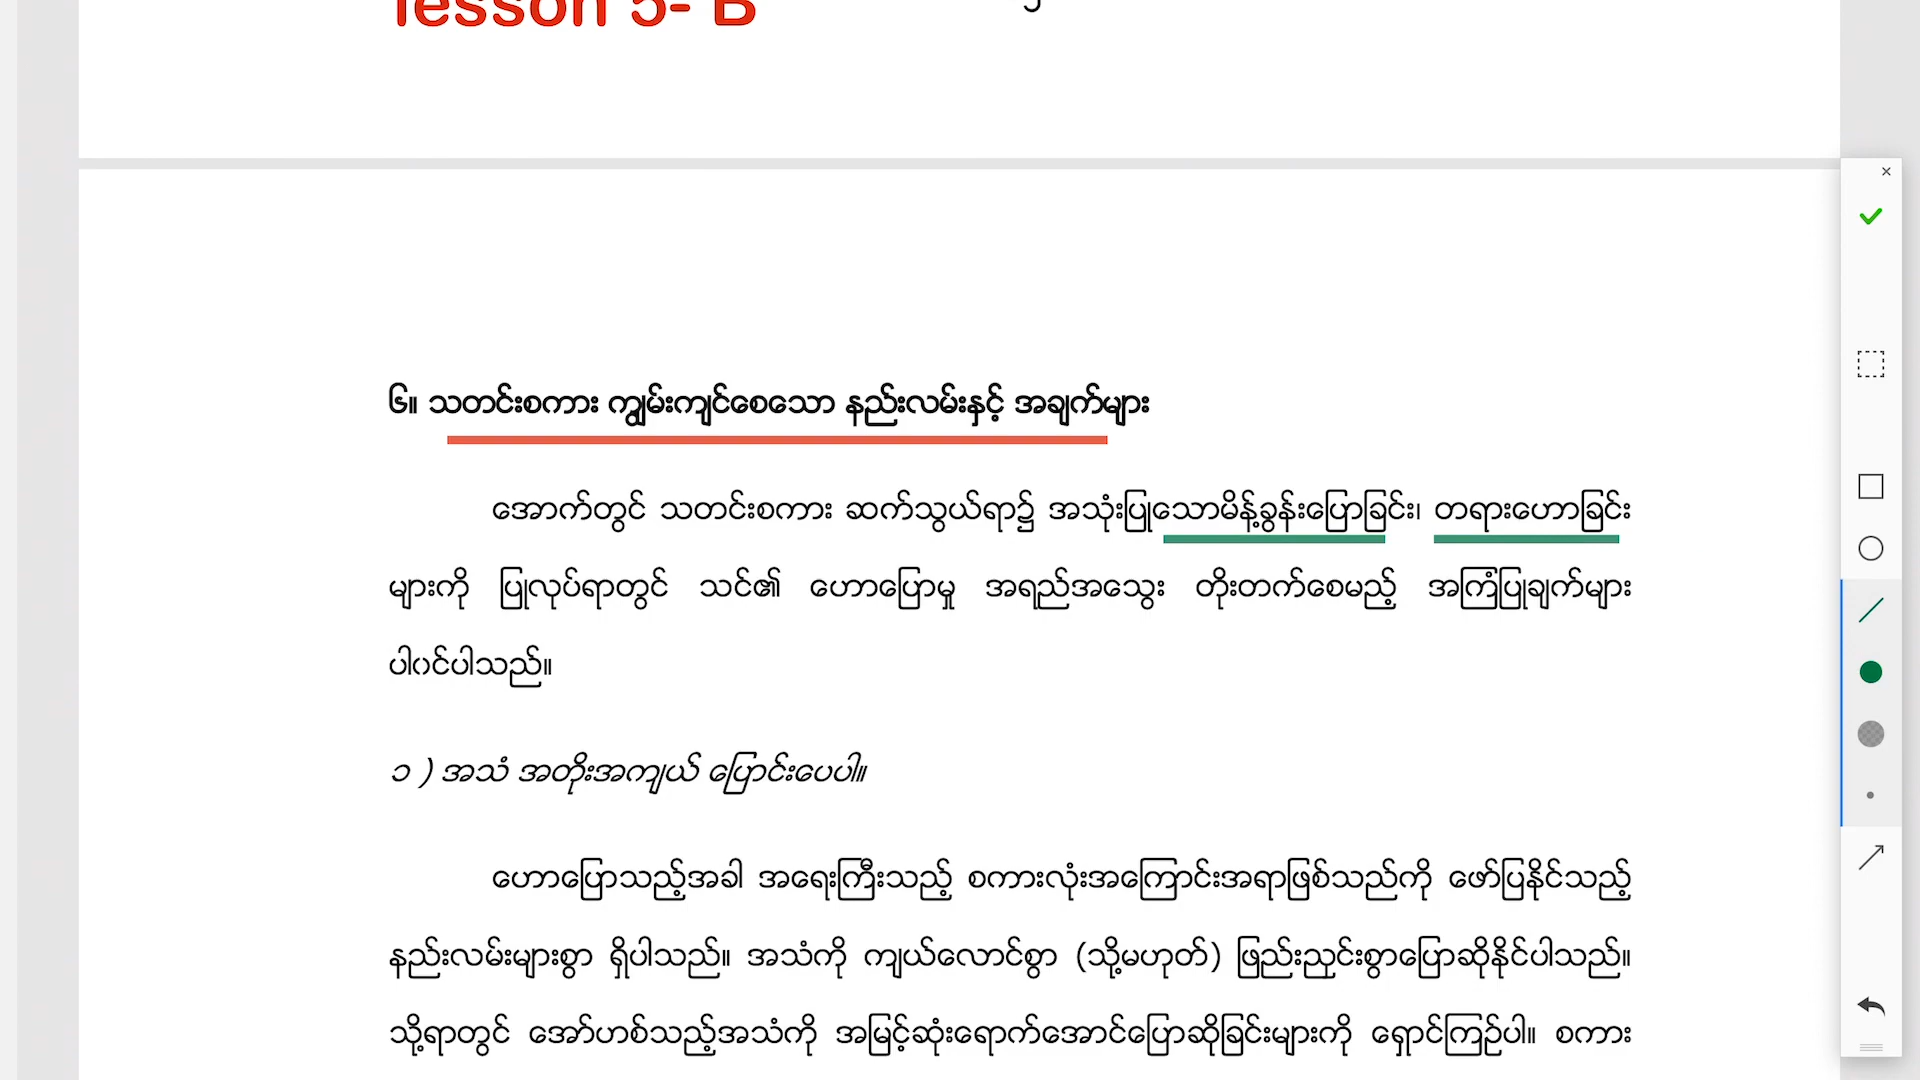 lesson 5- B
၆။ သတင်းစကား ကျွမ်းကျင်စေသော နည်းလမ်းနှင့် အချက်များ
အောက်တွင် သတင်းစကား ဆက်သွယ်ရာ၌ အသုံးပြုသောမိန့်ခွန်းပြောခြင်း၊ တရားဟောခြင်း
များကို ပြုလုပ်ရာတွင် သင်၏ ဟောပြောမှု အရည်အသွေး တိုးတက်စေမည့် အကြံပြုချက်များ
ပါဝင်ပါသည်။
၁ ) အသံ အတိုးအကျယ် ပြောင်းပေပါ။
ဟောပြောသည့်အခါ အရေးကြီးသည့် စကားလုံးအကြောင်းအရာဖြစ်သည်ကို ဖော်ပြနိုင်သည့်
နည်းလမ်းများစွာ ရှိပါသည်။ အသံကို ကျယ်လောင်စွာ (သို့မဟုတ်) ဖြည်းညှင်းစွာပြောဆိုနိုင်ပါသည်။
သို့ရာတွင် အော်ဟစ်သည့်အသံကို အမြင့်ဆုံးရောက်အောင်ပြောဆိုခြင်းများကို ရှောင်ကြဉ်ပါ။ စကား